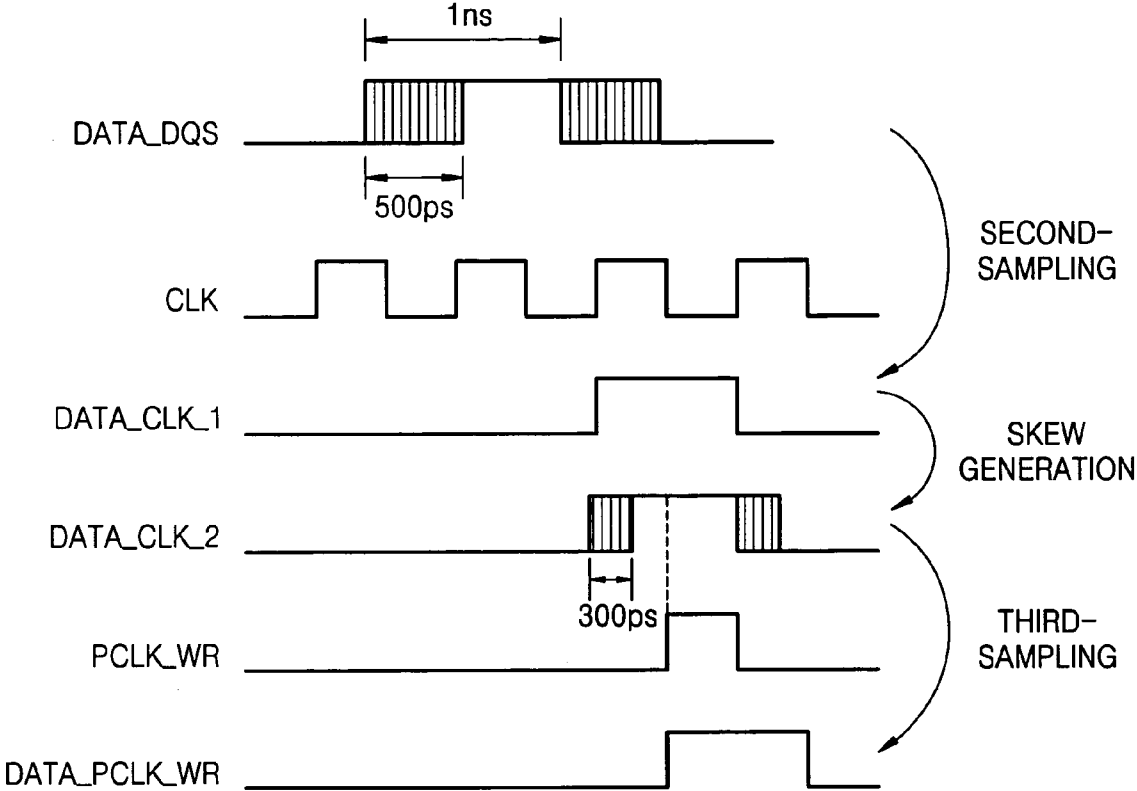 1ns
DATA_DQS
500ps
SECOND-
SAMPLING
CLK
DATA_CLK_1
SKEW
GENERATION
DATA_CLK_2
300ps
THIRD-
SAMPLING
PCLK_WR
DATA_PCLK_WR